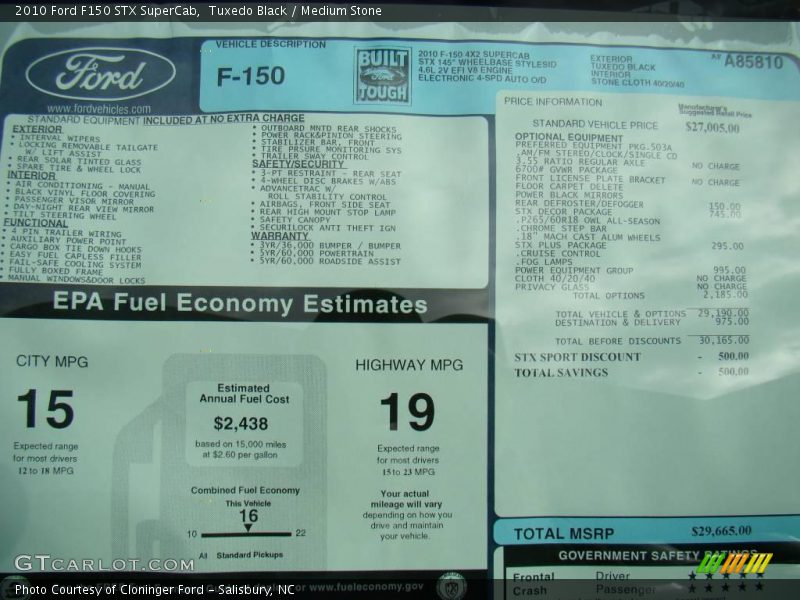 2010 Ford F150 STX SuperCab, Tuxedo Black / Medium Stone
Ford
www.fordvehicles.com
VEHICLE DESCRIPTION
F-150
BUILT
Ford
TOUGH
2010 F-150 4X2 SUPERCAB
STX 145" WHEELBASE STYLESID
4.6L 2V EFI V8 ENGINE
ELECTRONIC 4-SPD AUTO O/D
EXTERIOR
TUXEDO BLACK
INTERIOR
STONE CLOTH 40/20/40
A85810
STANDARD EQUIPMENT INCLUDED AT NO EXTRA CHARGE
EXTERIOR
• INTERVAL WIPERS
• LOCKING REMOVABLE TAILGATE
W/ LIFT ASSIST
• REAR SOLAR TINTED GLASS
• SPARE TIRE & WHEEL LOCK
INTERIOR
• AIR CONDITIONING - MANUAL
• BLACK VINYL FLOOR COVERING
• PASSENGER VISOR MIRROR
• DAY-NIGHT REAR VIEW MIRROR
• TILT STEERING WHEEL
FUNCTIONAL
• 4 PIN TRAILER WIRING
• AUXILIARY POWER POINT
• CARGO BOX TIE DOWN HOOKS
• EASY FUEL CAPLESS FILLER
• FAIL-SAFE COOLING SYSTEM
• FULLY BOXED FRAME
• MANUAL WINDOWS&DOOR LOCKS
• OUTBOARD MNTD REAR SHOCKS
• POWER RACK&PINION STEERING
• STABILIZER BAR, FRONT
• TIRE PRSURE MONITORING SYS
• TRAILER SWAY CONTROL
SAFETY/SECURITY
• 3-PT RESTRAINT - REAR SEAT
• 4-WHEEL DISC BRAKES W/ABS
• ADVANCETRAC W/
ROLL STABILITY CONTROL
• AIRBAGS, FRONT SIDE SEAT
• REAR HIGH MOUNT STOP LAMP
• SAFETY CANOPY
• SECURILOCK ANTI THEFT IGN
WARRANTY
• 3YR/36,000 BUMPER / BUMPER
• 5YR/60,000 POWERTRAIN
• 5YR/60,000 ROADSIDE ASSIST
PRICE INFORMATION
Manufacturer's
Suggested Retail Price
STANDARD VEHICLE PRICE $27,005.00
OPTIONAL EQUIPMENT
PREFERRED EQUIPMENT PKG.503A
.AM/FM STEREO/CLOCK/SINGLE CD
3.55 RATIO REGULAR AXLE NO CHARGE
6700# GVWR PACKAGE
FRONT LICENSE PLATE BRACKET NO CHARGE
FLOOR CARPET DELETE
POWER BLACK MIRRORS
REAR DEFROSTER/DEFOGGER 150.00
STX DECOR PACKAGE 745.00
.P265/60R18 OWL ALL-SEASON
.CHROME STEP BAR
.18" MACH CAST ALUM WHEELS
STX PLUS PACKAGE 295.00
.CRUISE CONTROL
.FOG LAMPS
POWER EQUIPMENT GROUP 995.00
CLOTH 40/20/40 NO CHARGE
PRIVACY GLASS NO CHARGE
TOTAL OPTIONS 2,185.00
TOTAL VEHICLE & OPTIONS 29,190.00
DESTINATION & DELIVERY 975.00
TOTAL BEFORE DISCOUNTS 30,165.00
STX SPORT DISCOUNT - 500.00
TOTAL SAVINGS - 500.00
TOTAL MSRP $29,665.00
EPA Fuel Economy Estimates
CITY MPG
15
Expected range
for most drivers
12 to 18 MPG
Estimated
Annual Fuel Cost
$2,438
based on 15,000 miles
at $2.60 per gallon
Combined Fuel Economy
This Vehicle
16
10 22
All Standard Pickups
HIGHWAY MPG
19
Expected range
for most drivers
15 to 23 MPG
Your actual
mileage will vary
depending on how you
drive and maintain
your vehicle.
www.fueleconomy.gov
GOVERNMENT SAFETY RATINGS
Frontal Driver ★★★★★
Crash Passenger ★★★★★
GTCARLOT.COM
Photo Courtesy of Cloninger Ford - Salisbury, NC